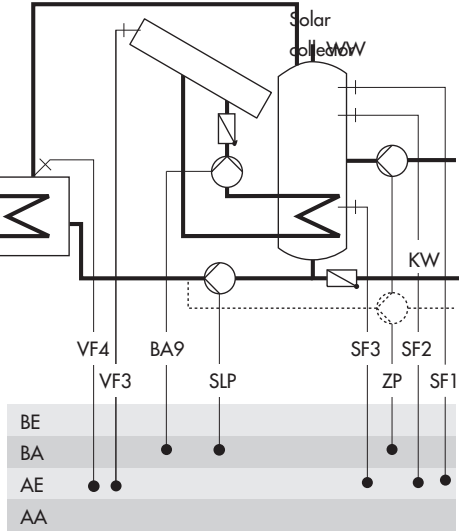 Solar
collector
WW
KW
VF4 BA9 SF3 SF2
VF3 SLP ZP SF1
BE
BA
AE
AA